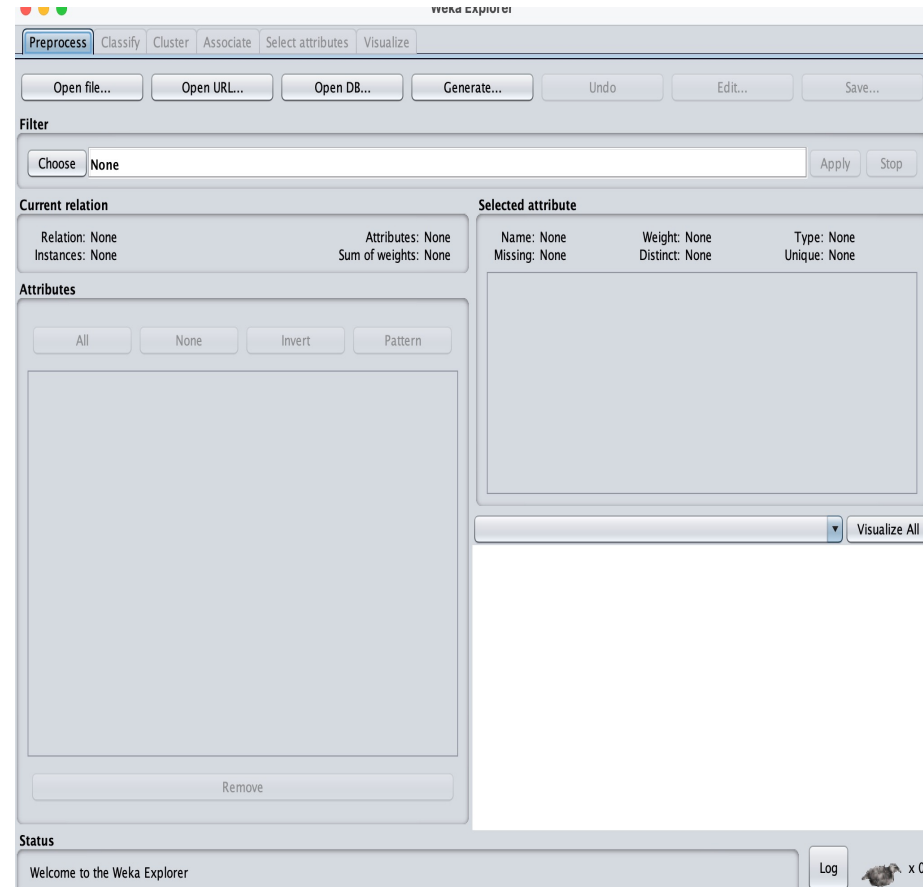 Weka Explorer
Preprocess Classify Cluster Associate Select attributes Visualize
Open file... Open URL... Open DB... Generate... Undo Edit... Save...
Filter
Choose None Apply Stop
Current relation
Relation: None Attributes: None
Instances: None Sum of weights: None
Selected attribute
Name: None Weight: None Type: None
Missing: None Distinct: None Unique: None
Attributes
All None Invert Pattern
Visualize All
Remove
Status
Welcome to the Weka Explorer
Log